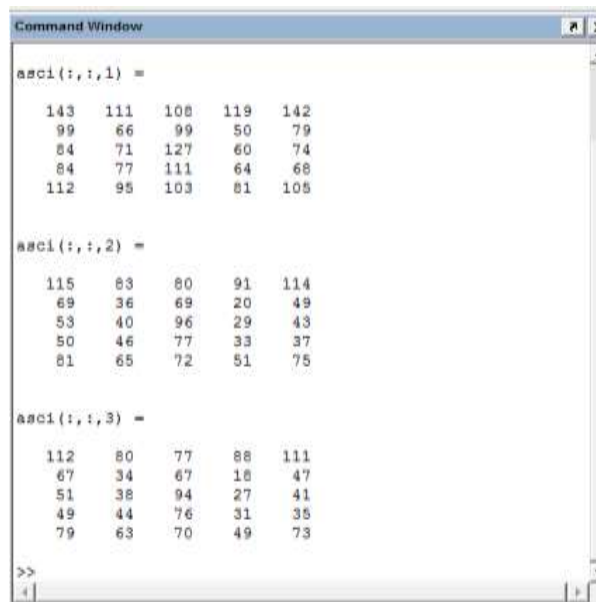 Command Window
asci(:,:,1) =
143 111 108 119 142
99 66 99 50 79
84 71 127 60 74
84 77 111 64 68
112 95 103 81 105
asci(:,:,2) =
115 83 80 91 114
69 36 69 20 49
53 40 96 29 43
50 46 77 33 37
81 65 72 51 75
asci(:,:,3) =
112 80 77 88 111
67 34 67 18 47
51 38 94 27 41
49 44 76 31 35
79 63 70 49 73
>>